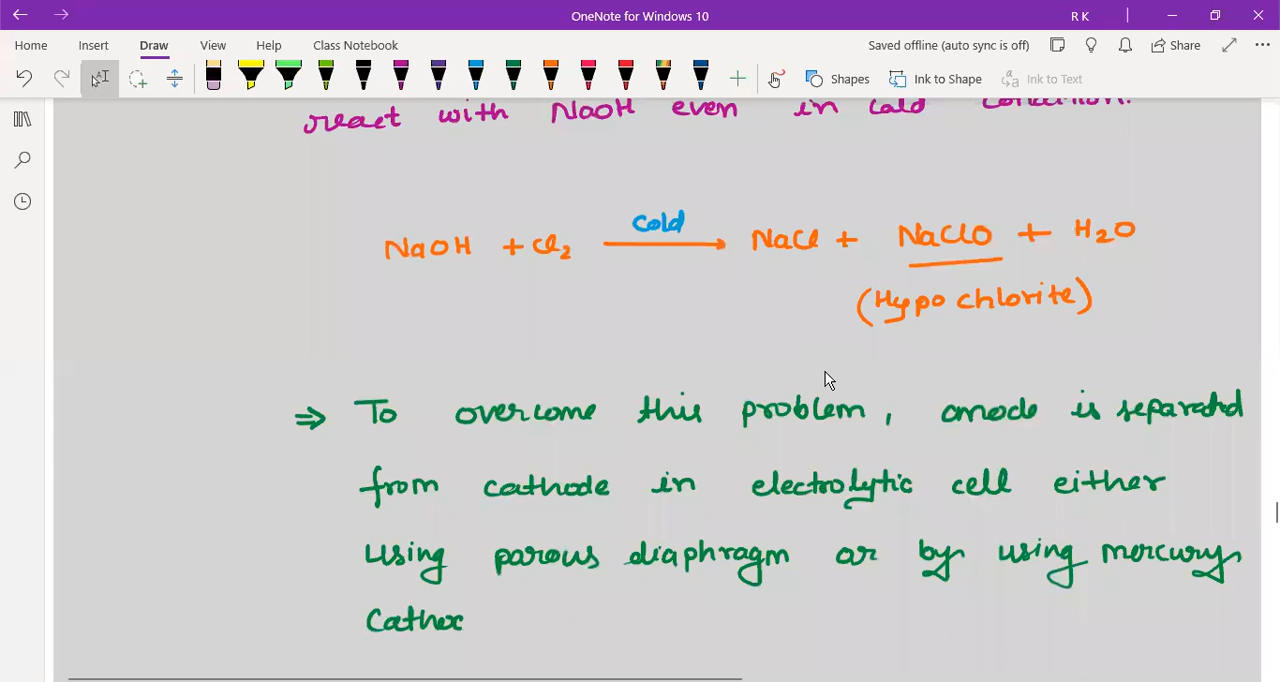 OneNote for Windows 10
R K
Home Insert Draw View Help Class Notebook
Saved offline (auto sync is off)
Share
Shapes
Ink to Shape
Ink to Text
react with NaOH even in cold
NaOH + Cl₂ cold → NaCl + NaClO + H₂O
(Hypo chlorite)
⇒ To overcome this problem, anode is separated
from cathode in electrolytic cell either
using porous diaphragm or by using mercury